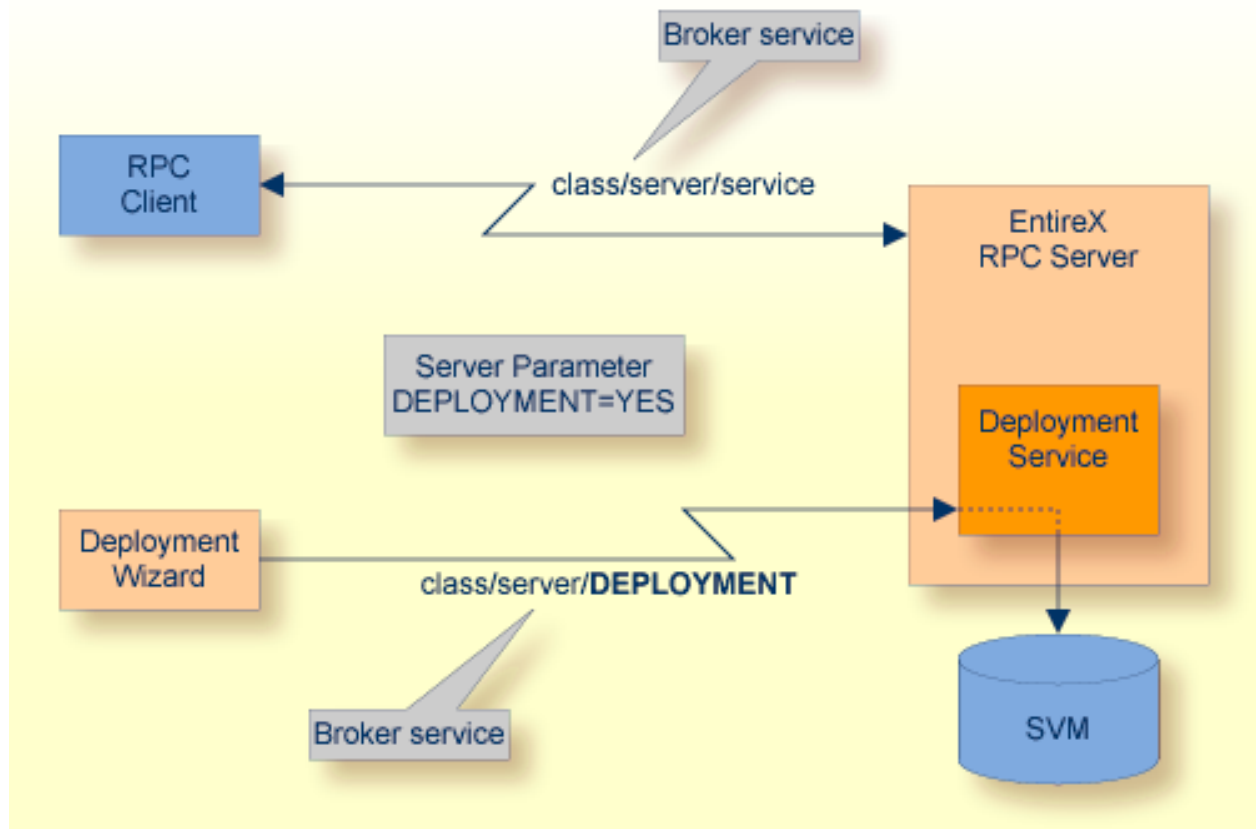 Broker service
RPC
Client
class/server/service
EntireX
RPC Server
Server Parameter
DEPLOYMENT=YES
Deployment
Service
Deployment
Wizard
class/server/DEPLOYMENT
Broker service
SVM